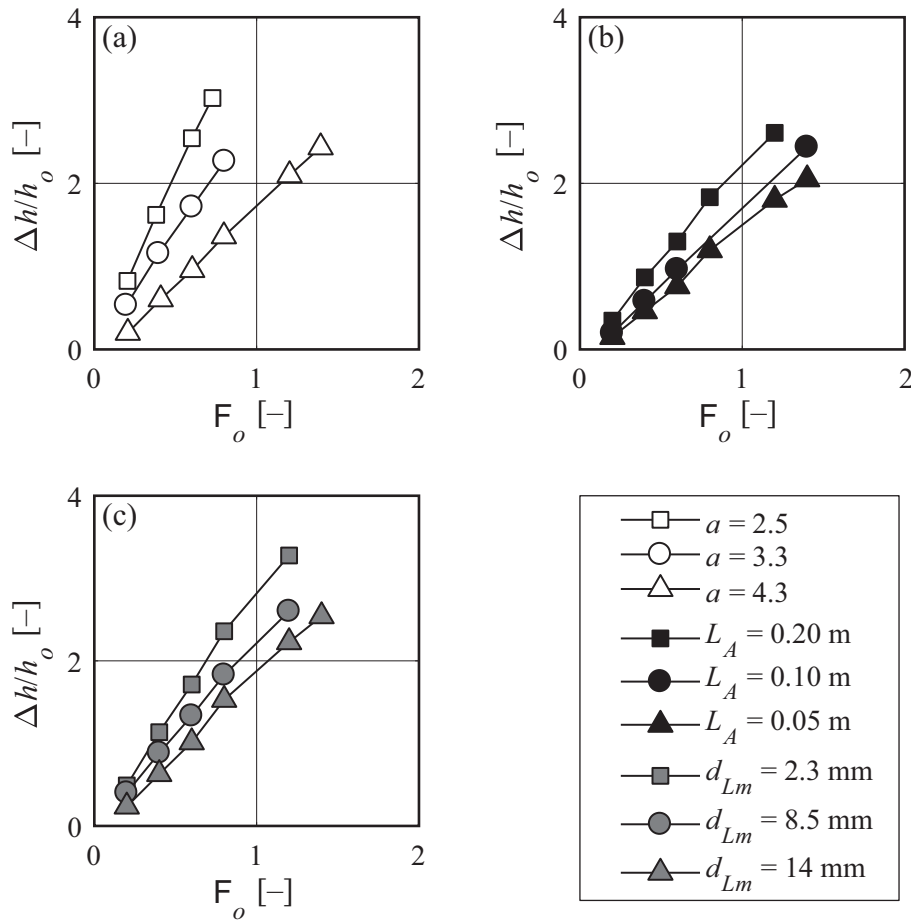 (a)
4
2
0
0 1 2
Δh/h_o [–]
F_o [–]
(b)
4
2
0
0 1 2
Δh/h_o [–]
F_o [–]
(c)
4
2
0
0 1 2
Δh/h_o [–]
F_o [–]
a = 2.5
a = 3.3
a = 4.3
L_A = 0.20 m
L_A = 0.10 m
L_A = 0.05 m
d_Lm = 2.3 mm
d_Lm = 8.5 mm
d_Lm = 14 mm